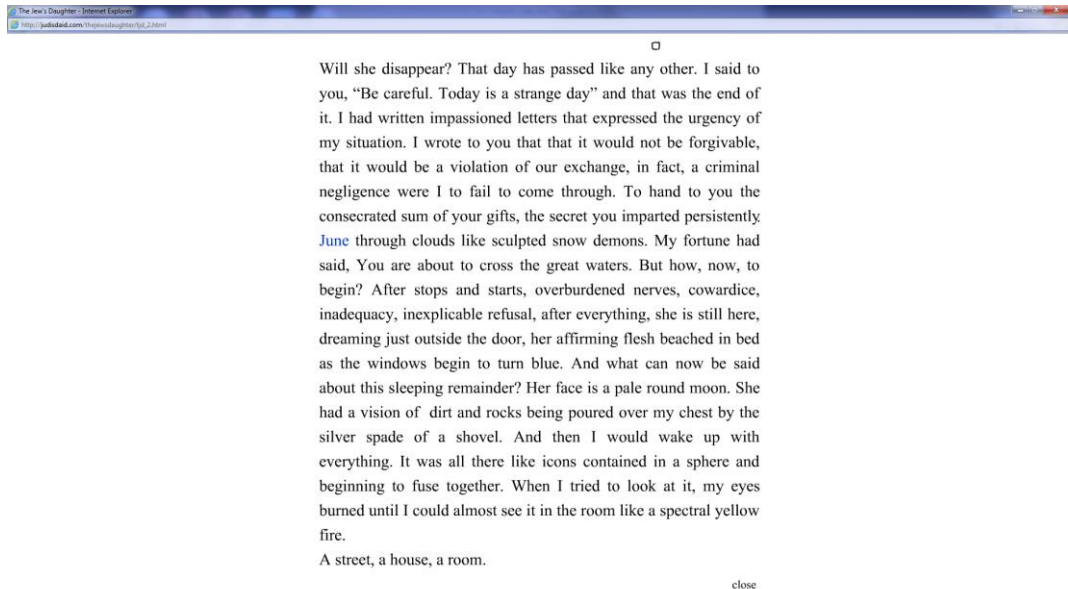 The Jew's Daughter - Internet Explorer
http://judisdaid.com/thejewsdaughter/tjd_2.html
Will she disappear? That day has passed like any other. I said to
you, “Be careful. Today is a strange day” and that was the end of
it. I had written impassioned letters that expressed the urgency of
my situation. I wrote to you that that it would not be forgivable,
that it would be a violation of our exchange, in fact, a criminal
negligence were I to fail to come through. To hand to you the
consecrated sum of your gifts, the secret you imparted persistently,
June through clouds like sculpted snow demons. My fortune had
said, You are about to cross the great waters. But how, now, to
begin? After stops and starts, overburdened nerves, cowardice,
inadequacy, inexplicable refusal, after everything, she is still here,
dreaming just outside the door, her affirming flesh beached in bed
as the windows begin to turn blue. And what can now be said
about this sleeping remainder? Her face is a pale round moon. She
had a vision of dirt and rocks being poured over my chest by the
silver spade of a shovel. And then I would wake up with
everything. It was all there like icons contained in a sphere and
beginning to fuse together. When I tried to look at it, my eyes
burned until I could almost see it in the room like a spectral yellow
fire.
A street, a house, a room.
close